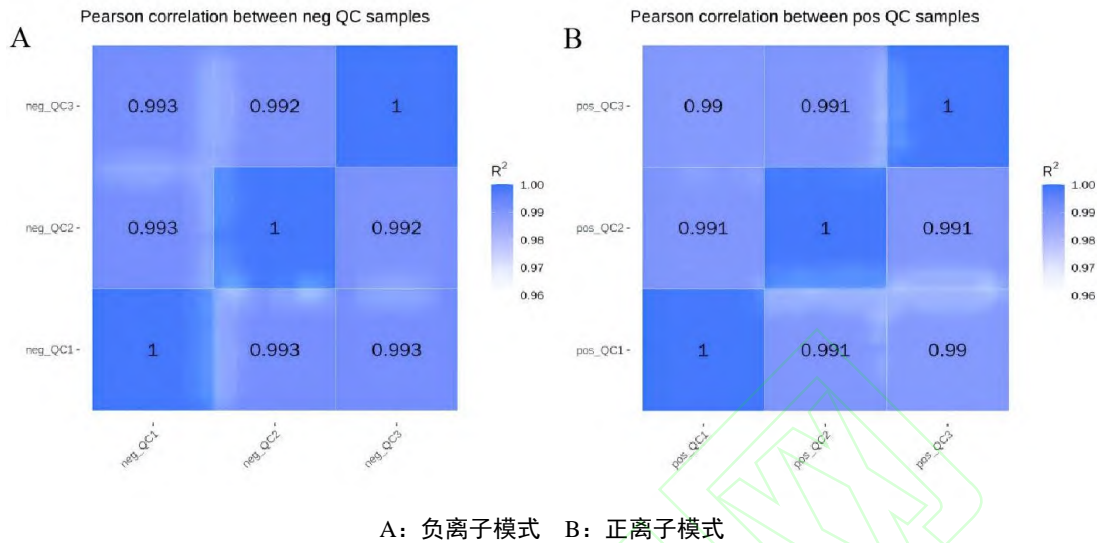 Pearson correlation between neg QC samples
A
neg_QC3
0.993 0.992 1
neg_QC2
0.993 1 0.992
neg_QC1
1 0.993 0.993
neg_QC1 neg_QC2 neg_QC3
R²
1.00
0.99
0.98
0.97
0.96
Pearson correlation between pos QC samples
B
pos_QC3
0.99 0.991 1
pos_QC2
0.991 1 0.991
pos_QC1
1 0.991 0.99
pos_QC1 pos_QC2 pos_QC3
R²
1.00
0.99
0.98
0.97
0.96
A：负离子模式 B：正离子模式